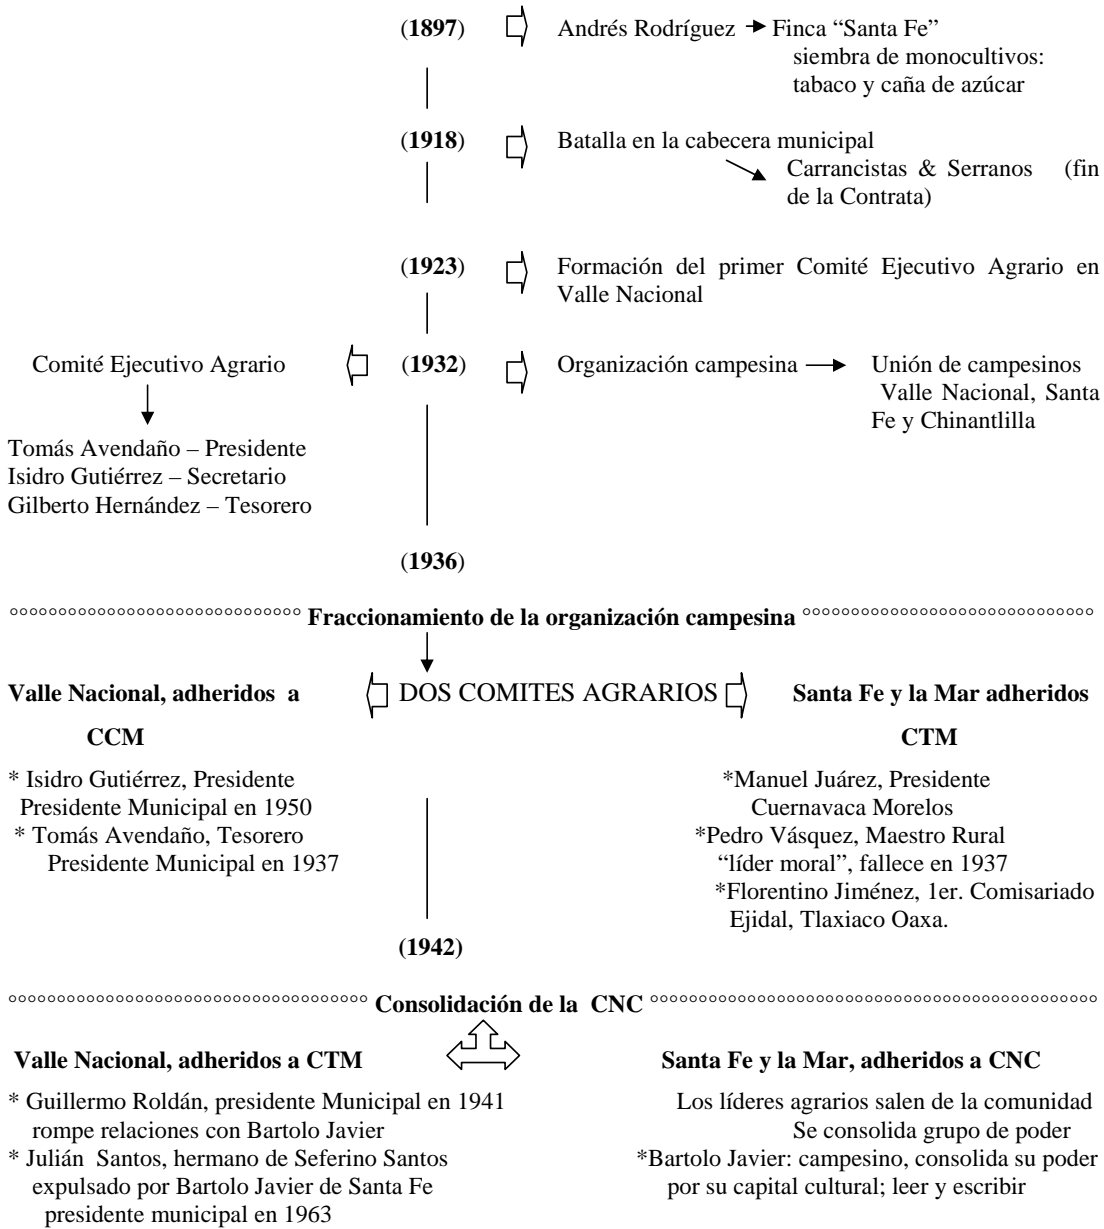 (1897) Andrés Rodríguez Finca “Santa Fe”
siembra de monocultivos:
tabaco y caña de azúcar
(1918) Batalla en la cabecera municipal
Carrancistas & Serranos (fin
de la Contrata)
(1923) Formación del primer Comité Ejecutivo Agrario en
Valle Nacional
Comité Ejecutivo Agrario (1932) Organización campesina Unión de campesinos
Valle Nacional, Santa
Fe y Chinantlilla
Tomás Avendaño – Presidente
Isidro Gutiérrez – Secretario
Gilberto Hernández – Tesorero
(1936)
Fraccionamiento de la organización campesina
Valle Nacional, adheridos a DOS COMITES AGRARIOS Santa Fe y la Mar adheridos
CCM CTM
* Isidro Gutiérrez, Presidente
Presidente Municipal en 1950
* Tomás Avendaño, Tesorero
Presidente Municipal en 1937
*Manuel Juárez, Presidente
Cuernavaca Morelos
*Pedro Vásquez, Maestro Rural
“líder moral”, fallece en 1937
*Florentino Jiménez, 1er. Comisariado
Ejidal, Tlaxiaco Oaxa.
(1942)
Consolidación de la CNC
Valle Nacional, adheridos a CTM
* Guillermo Roldán, presidente Municipal en 1941
rompe relaciones con Bartolo Javier
* Julián Santos, hermano de Seferino Santos
expulsado por Bartolo Javier de Santa Fe
presidente municipal en 1963
Santa Fe y la Mar, adheridos a CNC
Los líderes agrarios salen de la comunidad
Se consolida grupo de poder
*Bartolo Javier: campesino, consolida su poder
por su capital cultural; leer y escribir